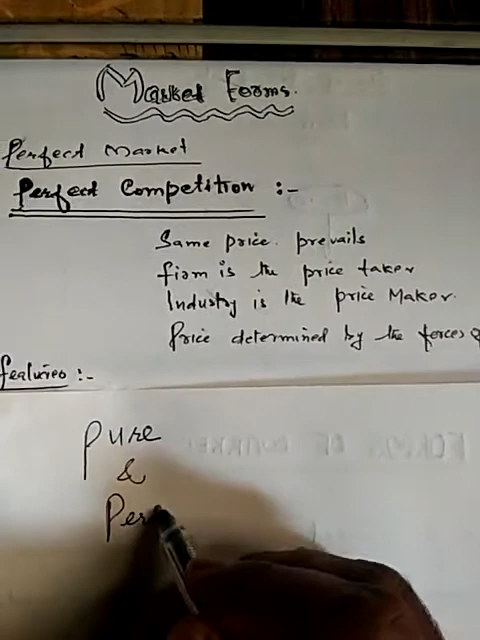 Market Forms.
Perfect Market
Perfect Competition :-
Same price. prevails
firm is the price taker
Industry is the price Maker.
Price determined by the forces
features :-
Pure
&
Per